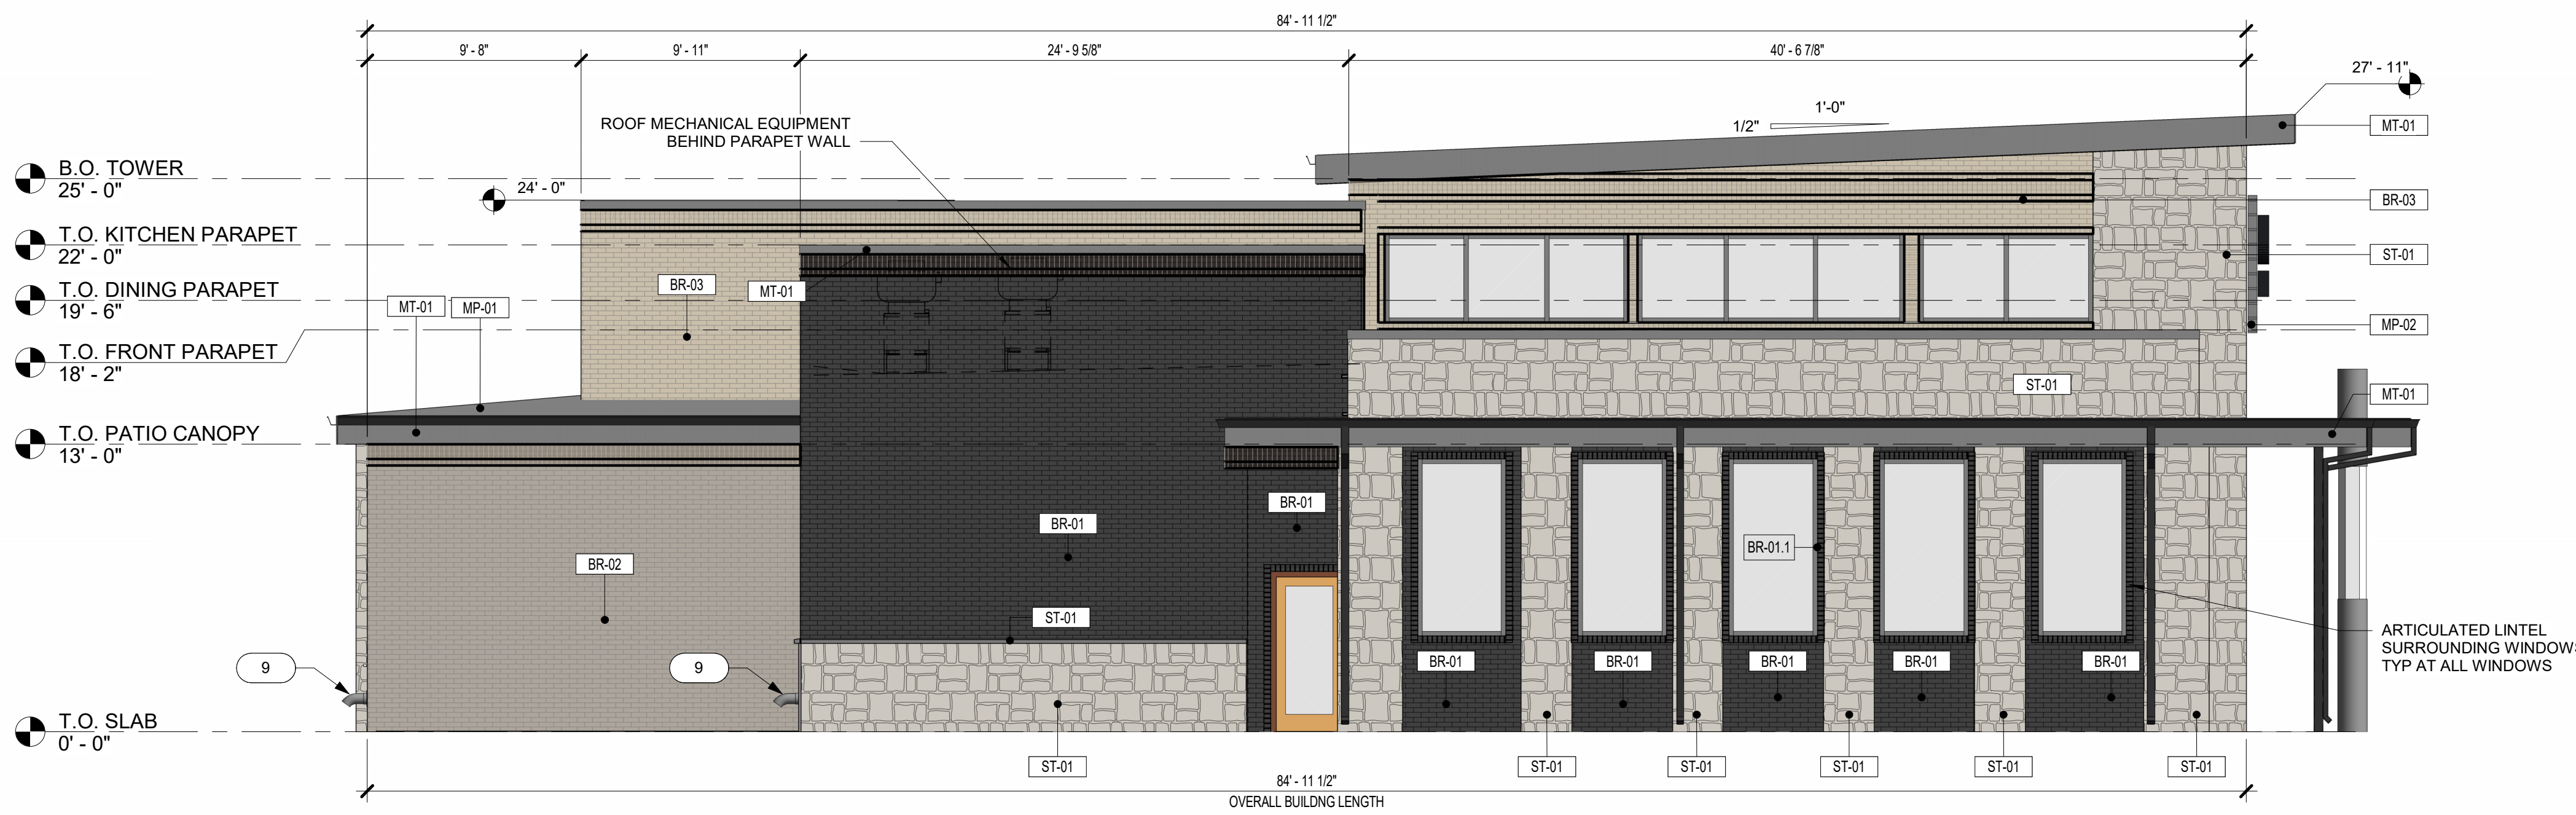 84' - 11 1/2"
9' - 8"
9' - 11"
24' - 9 5/8"
40' - 6 7/8"
27' - 11"
1'-0"
1/2"
MT-01
ROOF MECHANICAL EQUIPMENT
BEHIND PARAPET WALL
B.O. TOWER
25' - 0"
24' - 0"
BR-03
T.O. KITCHEN PARAPET
22' - 0"
ST-01
BR-03
MT-01
T.O. DINING PARAPET
19' - 6"
MT-01
MP-01
MP-02
T.O. FRONT PARAPET
18' - 2"
ST-01
MT-01
T.O. PATIO CANOPY
13' - 0"
BR-01
BR-01
BR-01.1
BR-02
ST-01
ARTICULATED LINTEL
SURROUNDING WINDOWS
TYP AT ALL WINDOWS
9
9
BR-01
BR-01
BR-01
BR-01
BR-01
T.O. SLAB
0' - 0"
ST-01
ST-01
ST-01
ST-01
ST-01
ST-01
84' - 11 1/2"
OVERALL BUILDNG LENGTH